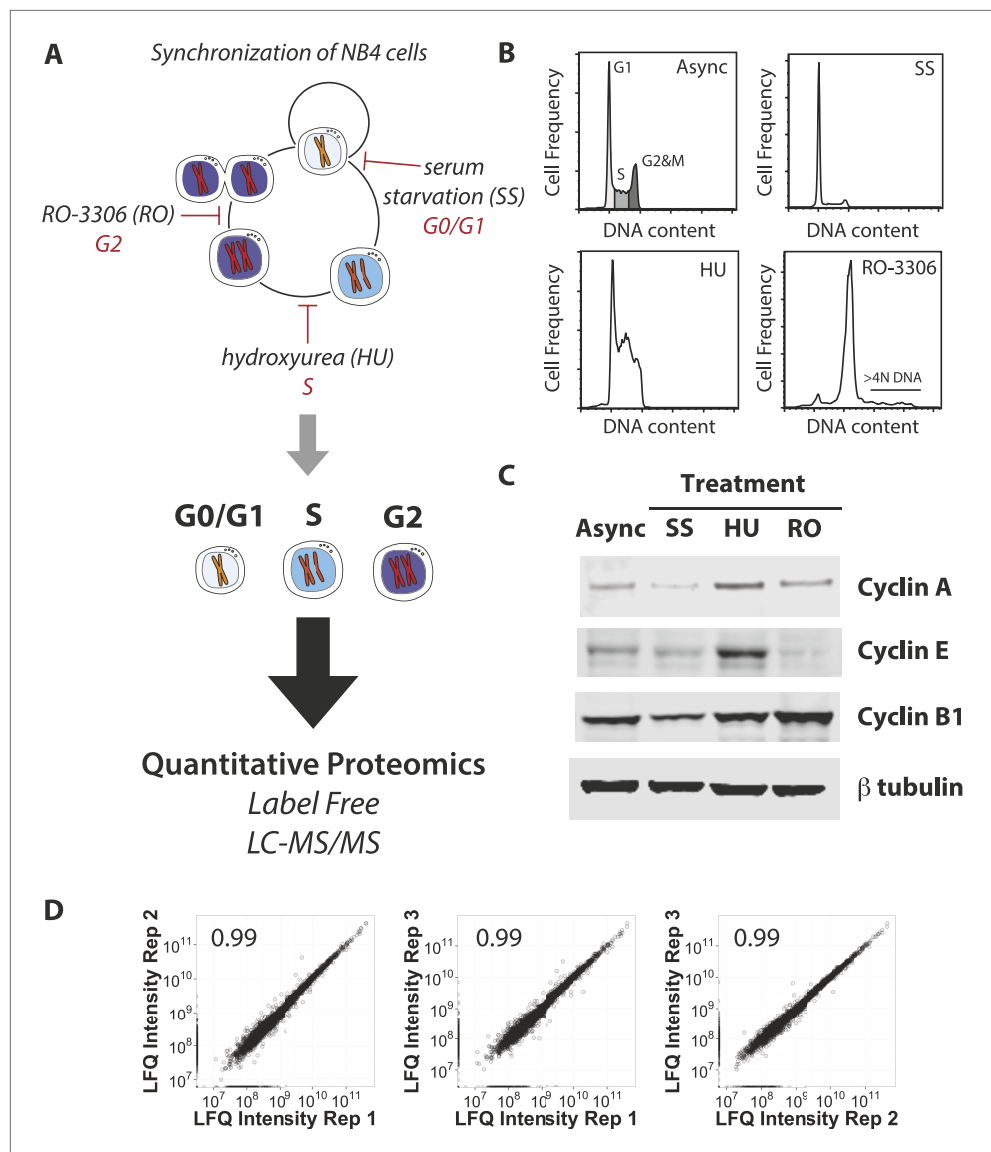 A
Synchronization of NB4 cells
serum
starvation (SS)
G0/G1
RO-3306 (RO)
G2
hydroxyurea (HU)
S
G0/G1 S G2
Quantitative Proteomics
Label Free
LC-MS/MS
B
Cell Frequency
G1
Async
S
G2&M
DNA content
Cell Frequency
SS
DNA content
Cell Frequency
HU
DNA content
Cell Frequency
RO-3306
>4N DNA
DNA content
C
Treatment
Async SS HU RO
Cyclin A
Cyclin E
Cyclin B1
β tubulin
D
LFQ Intensity Rep 2
0.99
10¹¹
10¹⁰
10⁹
10⁸
10⁷
10⁷ 10⁸ 10⁹ 10¹⁰ 10¹¹
LFQ Intensity Rep 1
LFQ Intensity Rep 3
0.99
10¹¹
10¹⁰
10⁹
10⁸
10⁷
10⁷ 10⁸ 10⁹ 10¹⁰ 10¹¹
LFQ Intensity Rep 1
LFQ Intensity Rep 3
0.99
10¹¹
10¹⁰
10⁹
10⁸
10⁷
10⁷ 10⁸ 10⁹ 10¹⁰ 10¹¹
LFQ Intensity Rep 2